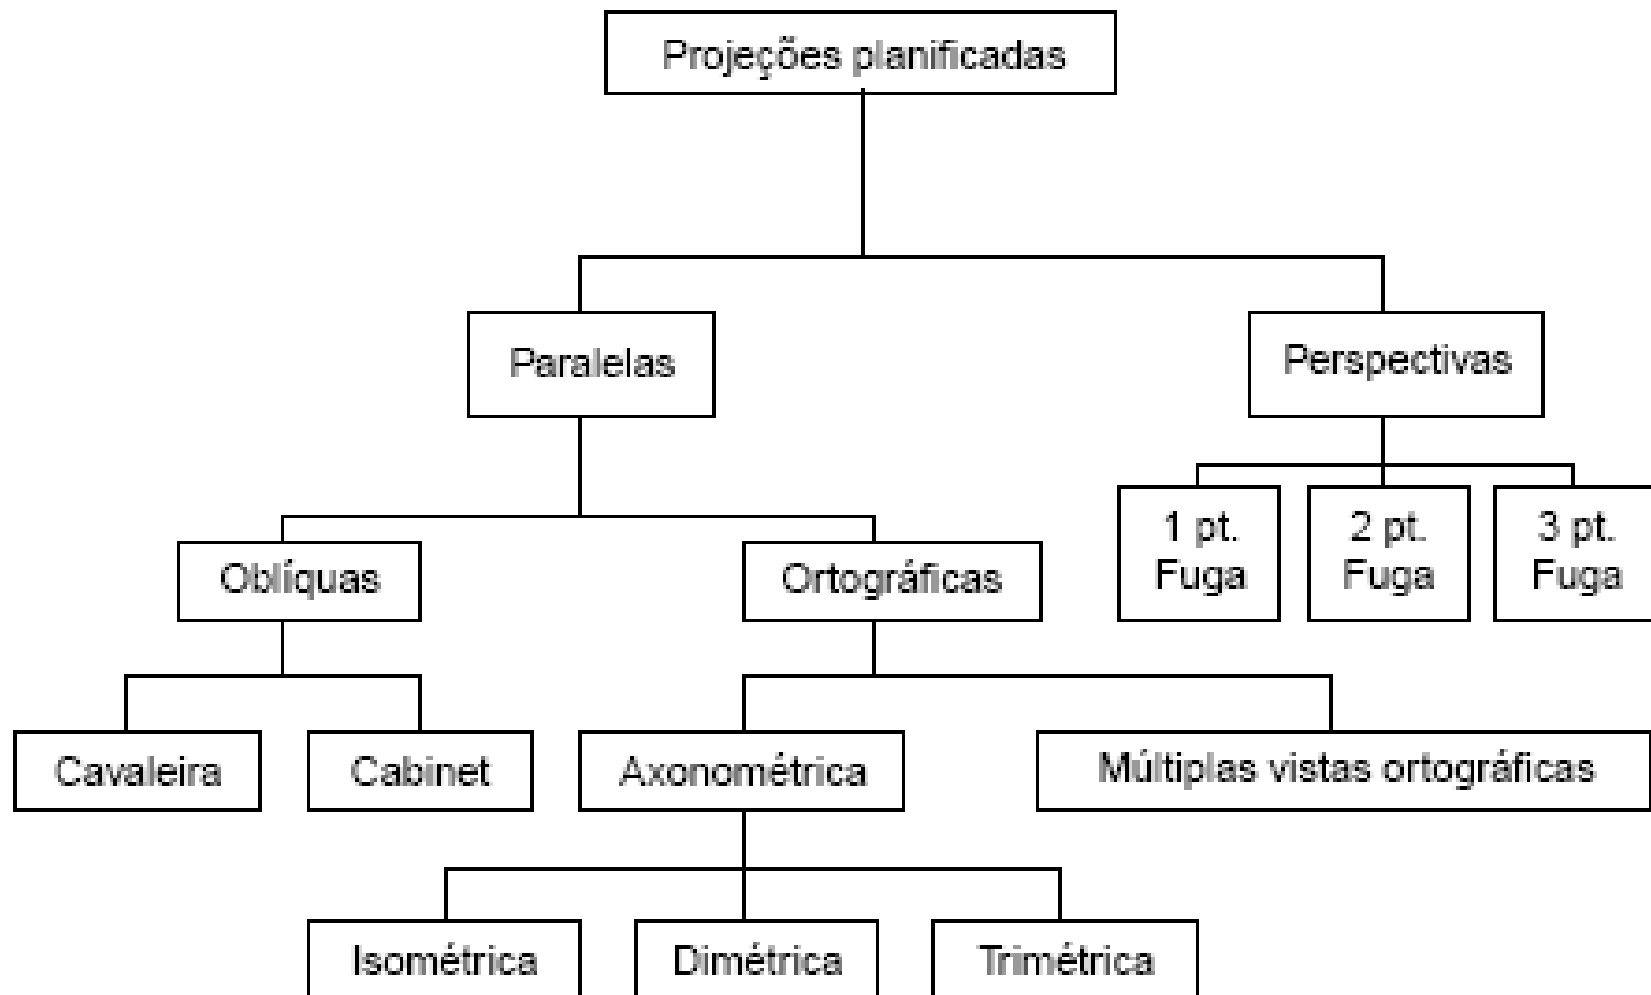 Projeções planificadas
Paralelas
Perspectivas
1 pt.
Fuga
2 pt.
Fuga
3 pt.
Fuga
Oblíquas
Ortográficas
Cavaleira
Cabinet
Axonométrica
Múltiplas vistas ortográficas
Isométrica
Dimétrica
Trimétrica